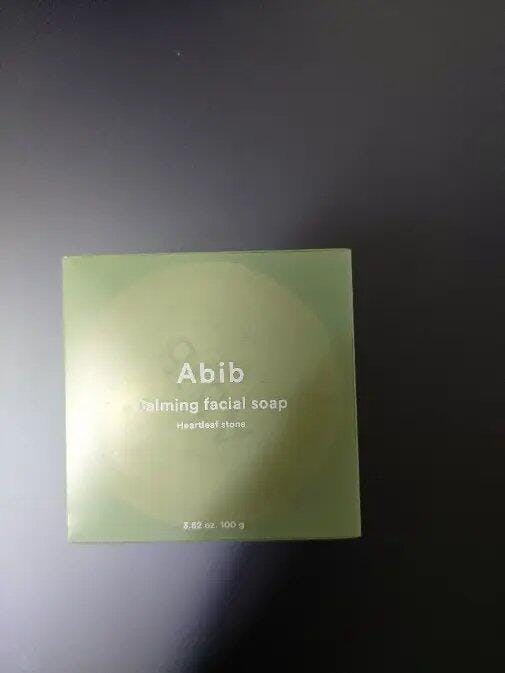 Abib
Calming facial soap
Heartleaf stone
3.52 oz. 100 g